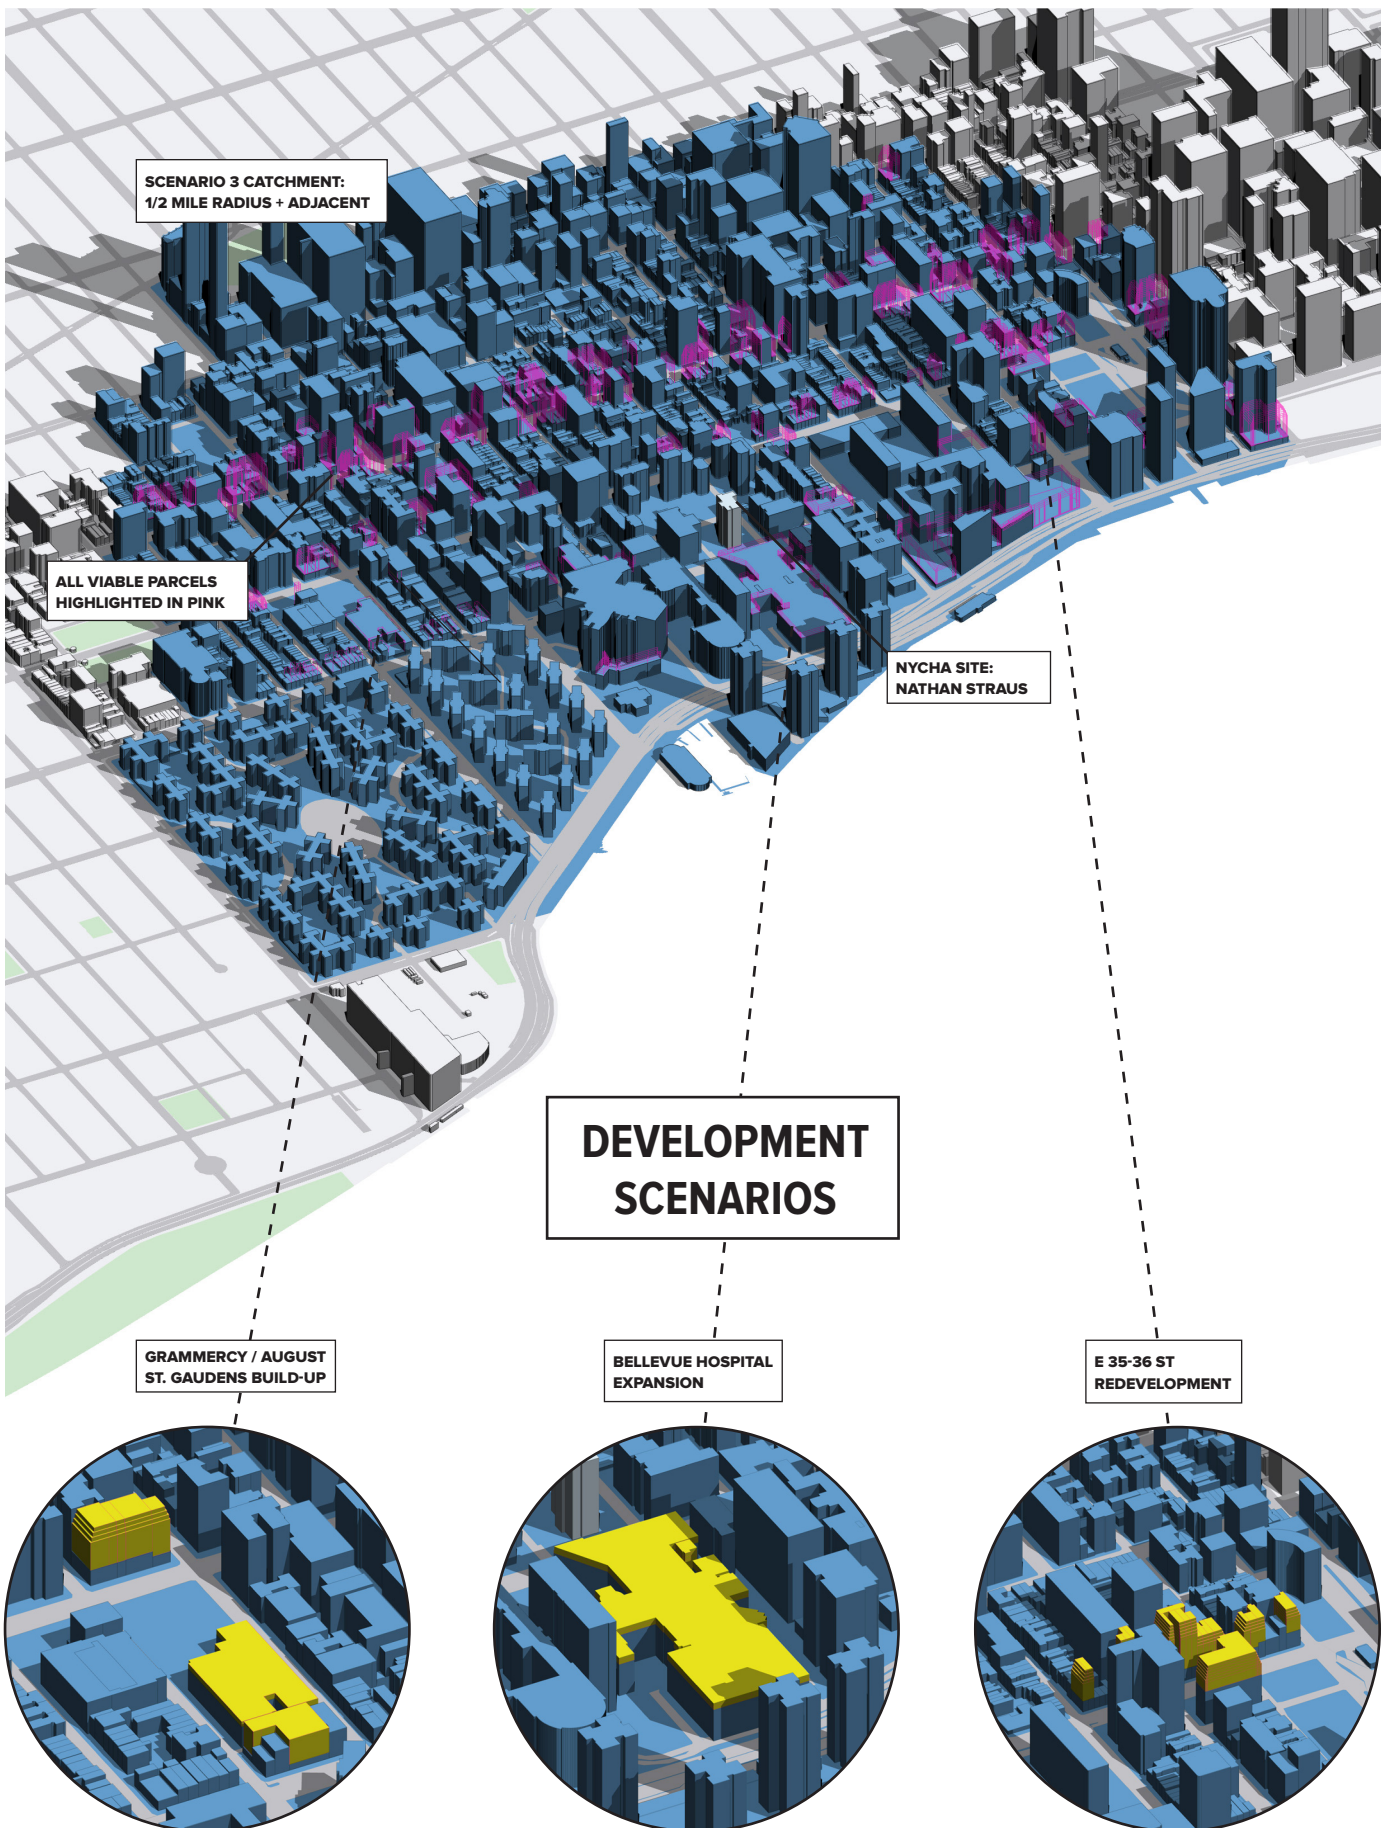 SCENARIO 3 CATCHMENT:
1/2 MILE RADIUS + ADJACENT
ALL VIABLE PARCELS
HIGHLIGHTED IN PINK
NYCHA SITE:
NATHAN STRAUS
DEVELOPMENT
SCENARIOS
GRAMMERCY / AUGUST
ST. GAUDENS BUILD-UP
BELLEVUE HOSPITAL
EXPANSION
E 35-36 ST
REDEVELOPMENT